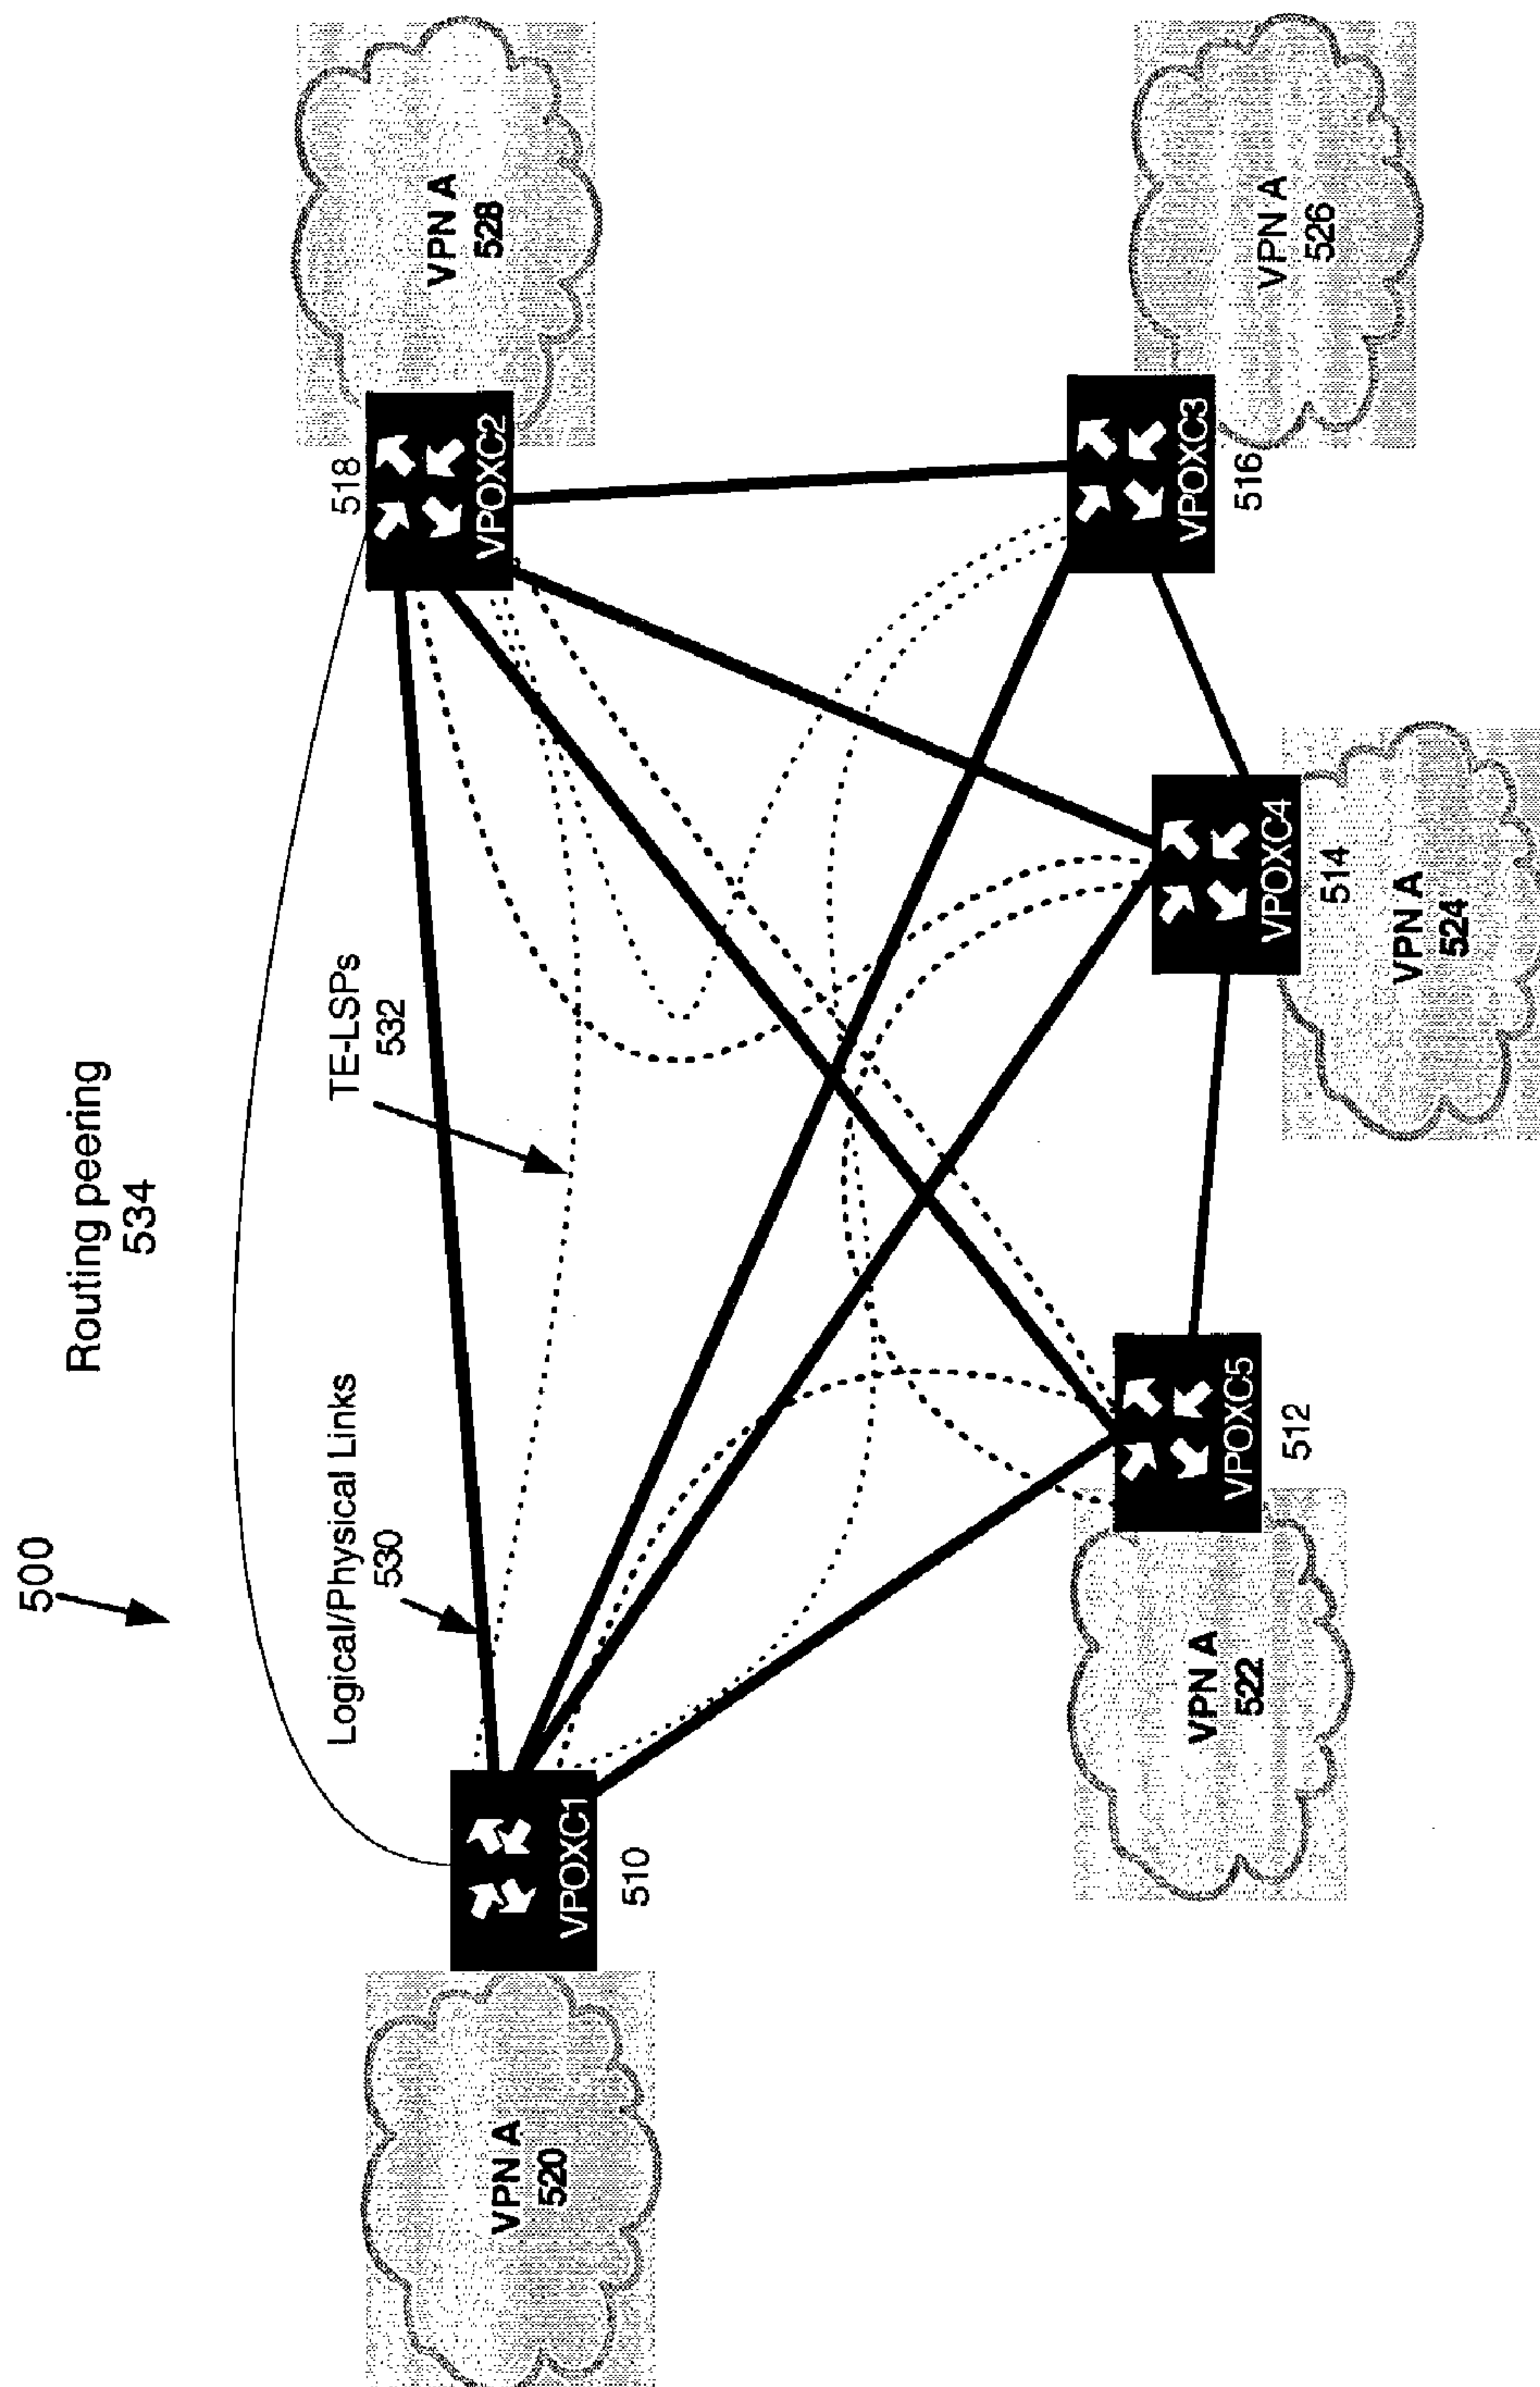 500
Routing peering
534
Logical/Physical Links
530
TE-LSPs
532
VPN A
520
VPOXC1
510
518
VPOXC2
VPN A
528
VPN A
522
VPOXC5
512
VPOXC4
514
VPN A
524
VPOXC3
516
VPN A
526